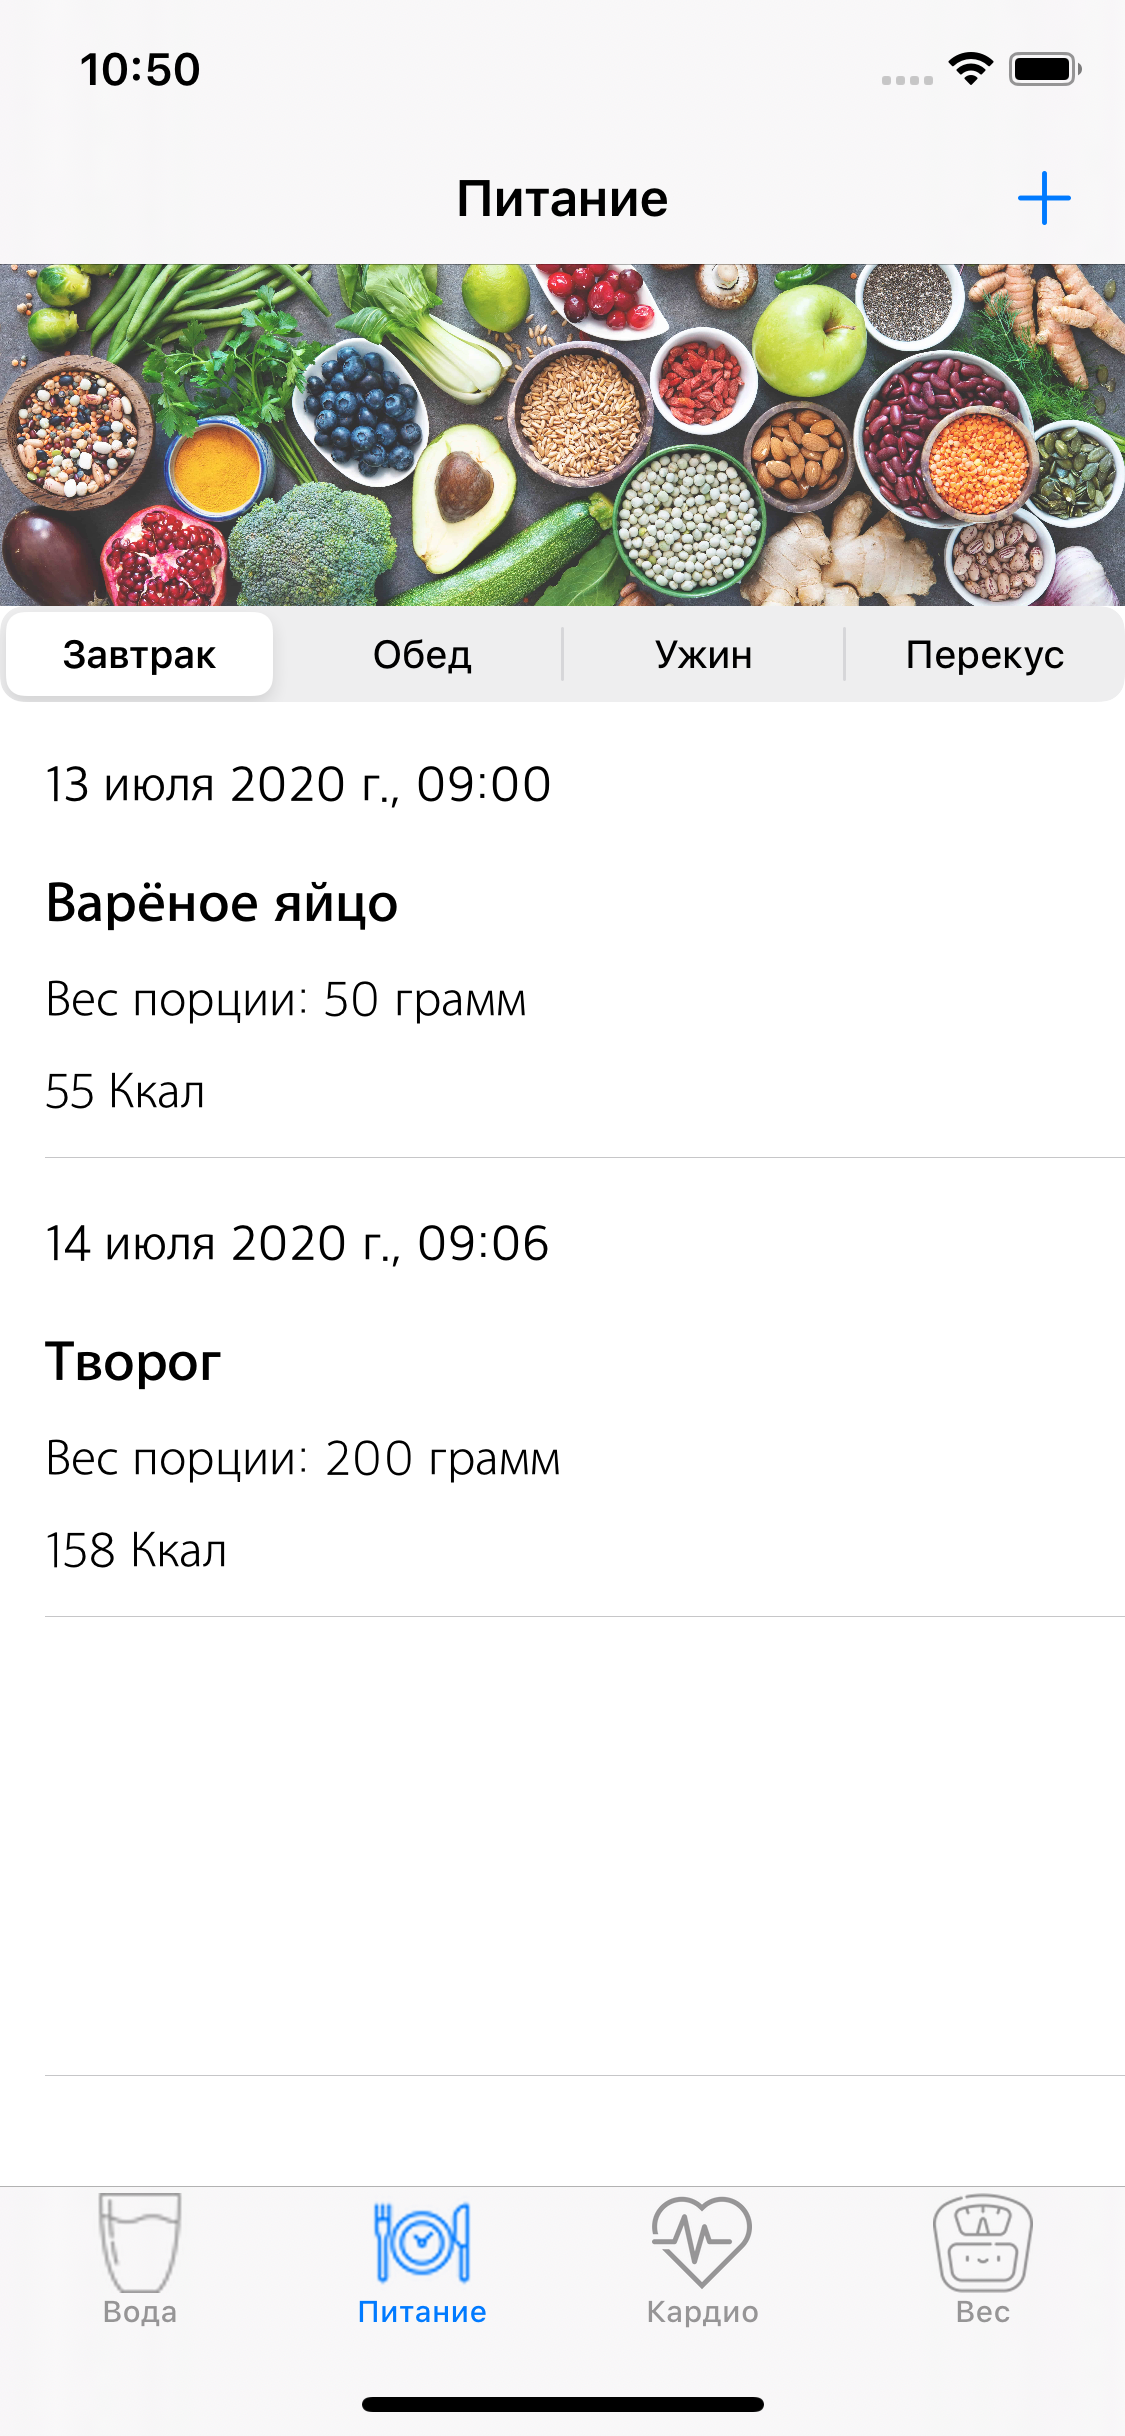 10:50
Питание
Завтрак Обед Ужин Перекус
13 июля 2020 г., 09:00
Варёное яйцо
Вес порции: 50 грамм
55 Ккал
14 июля 2020 г., 09:06
Творог
Вес порции: 200 грамм
158 Ккал
Вода Питание Кардио Вес